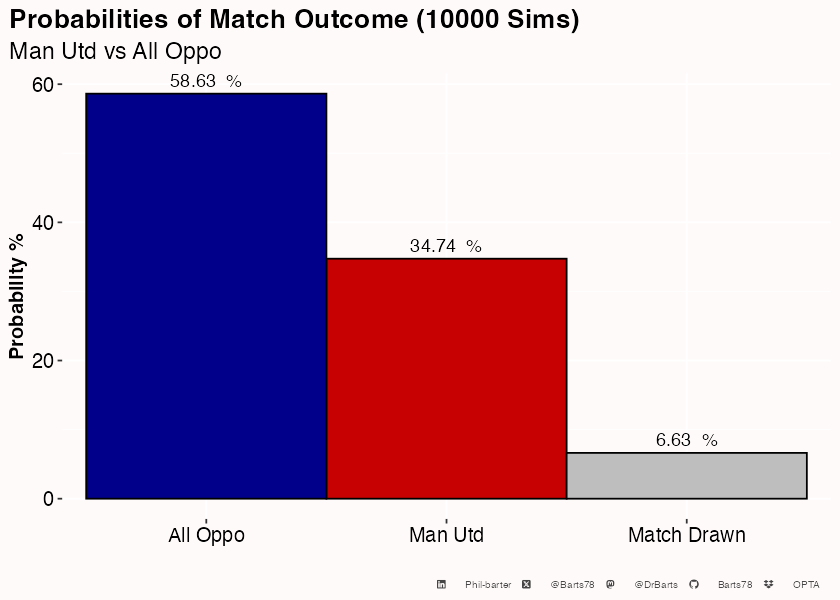 Probabilities of Match Outcome (10000 Sims)
Man Utd vs All Oppo
58.63 %
34.74 %
6.63 %
60
40
20
0
Probability %
All Oppo Man Utd Match Drawn
Phil-barter @Barts78 @DrBarts Barts78 OPTA